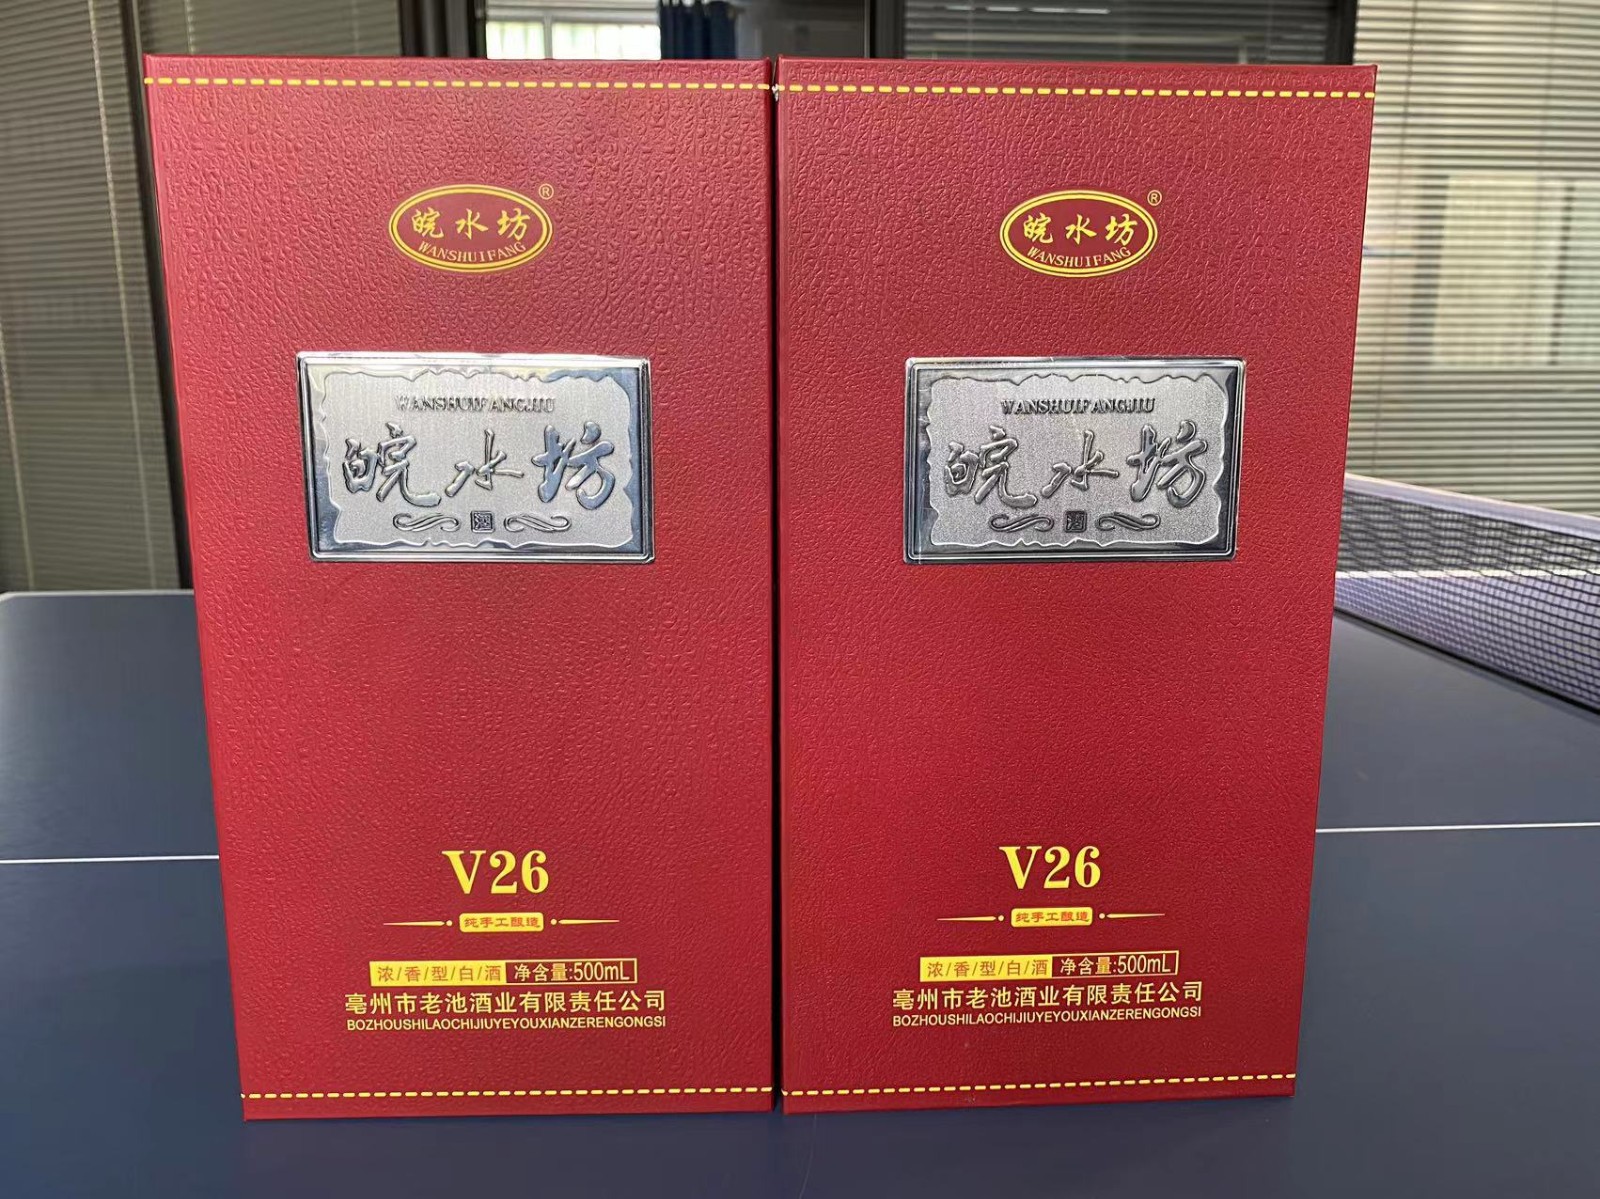 皖水坊®
WANSHUIFANG
WANSHUIFANGJIU
皖水坊
酒
V26
纯手工酿造
浓/香/型/白/酒 净含量:500mL
亳州市老池酒业有限责任公司
BOZHOUSHILAOCHIJIUYEYOUXIANZERENGONGSI
皖水坊®
WANSHUIFANG
WANSHUIFANGJIU
皖水坊
酒
V26
纯手工酿造
浓/香/型/白/酒 净含量:500mL
亳州市老池酒业有限责任公司
BOZHOUSHILAOCHIJIUYEYOUXIANZERENGONGSI